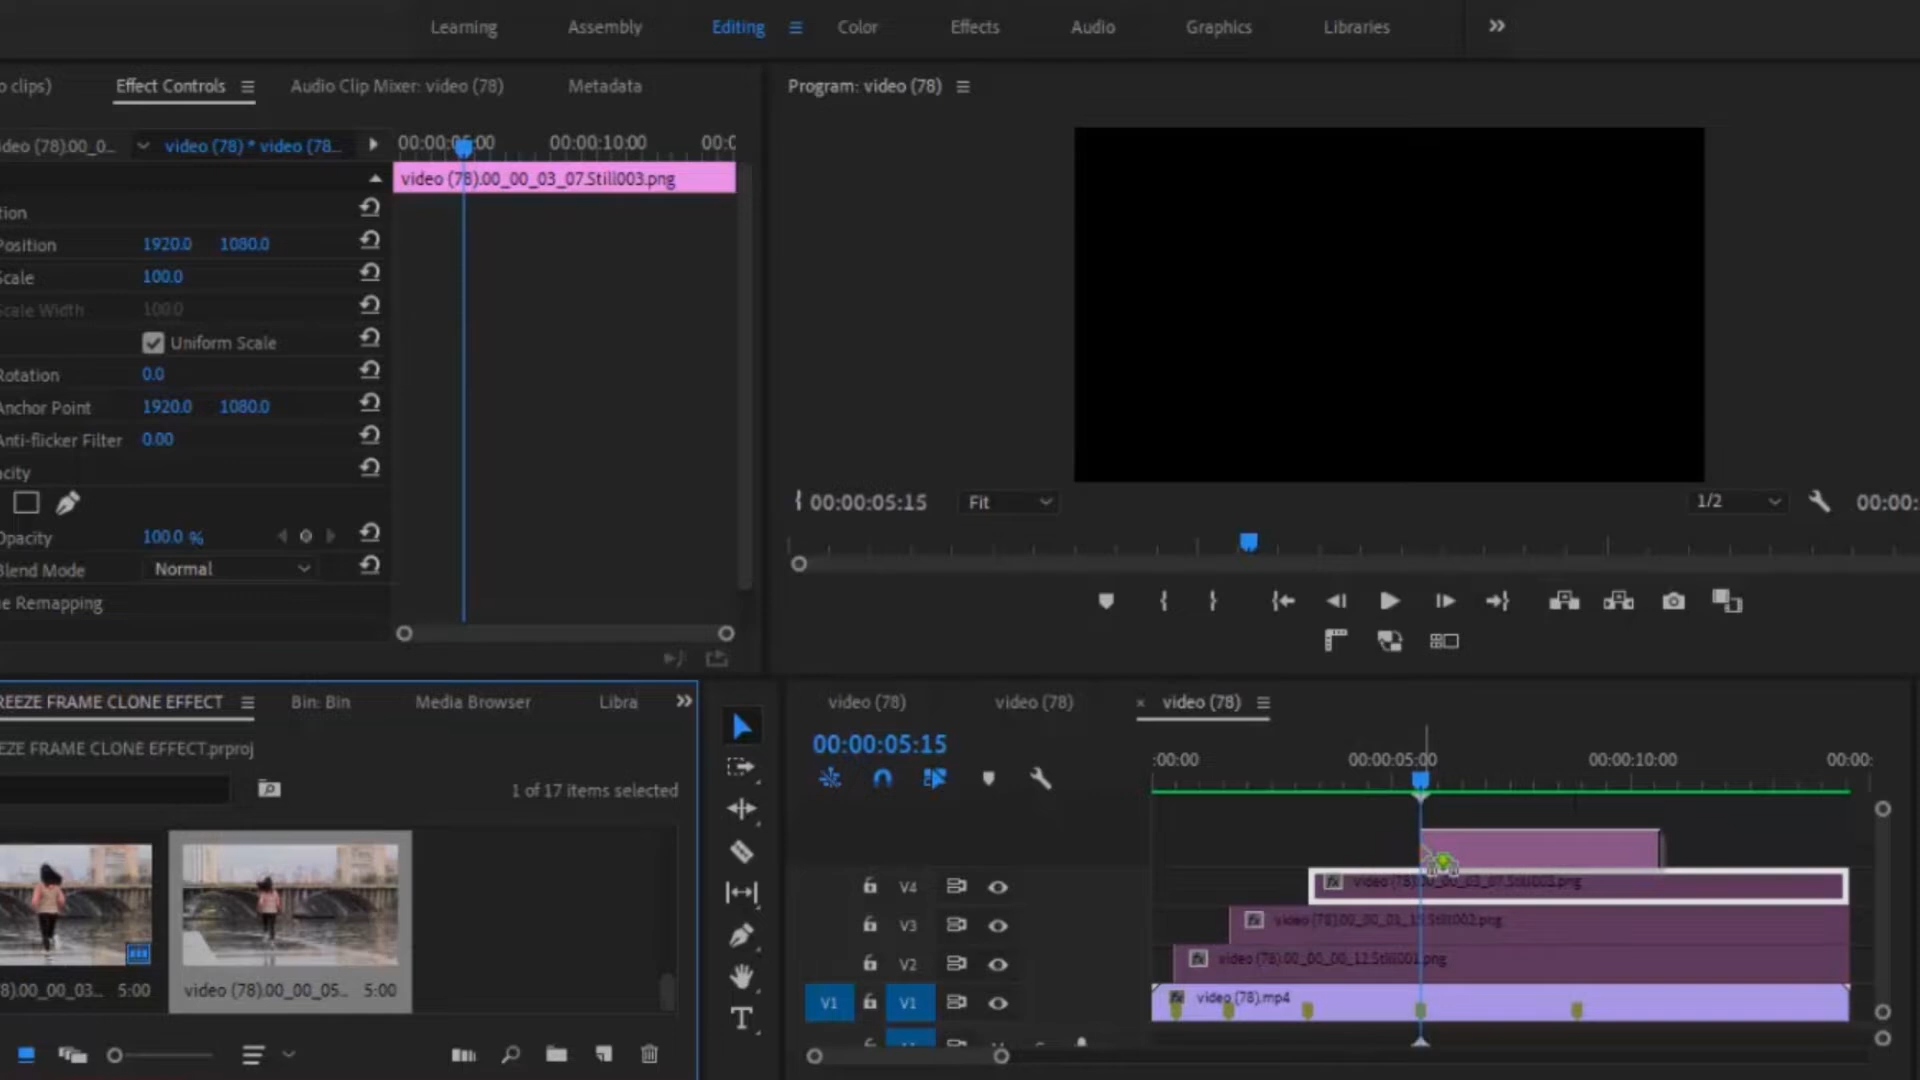 Learning Assembly Editing Color Effects Audio Graphics Libraries
o clips) Effect Controls Audio Clip Mixer: video (78) Metadata
Program: video (78)
ideo (78).00_0... video (78) * video (78... 00:00:05:00 00:00:10:00 00:0
video (78).00_00_03_07.Still003.png
tion
Position 1920.0 1080.0
Scale 100.0
Scale Width 100.0
Uniform Scale
Rotation 0.0
Anchor Point 1920.0 1080.0
Anti-flicker Filter 0.00
acity
Opacity 100.0 %
Blend Mode Normal
e Remapping
00:00:05:15 Fit 1/2 00:00:
REEZE FRAME CLONE EFFECT Bin: Bin Media Browser Libra
EZE FRAME CLONE EFFECT.prproj
1 of 17 items selected
78).00_00_03... 5:00 video (78).00_00_05... 5:00
video (78) video (78) video (78)
00:00:05:15
:00:00 00:00:05:00 00:00:10:00 00:00:
V4 video (78).00_00_03_07.Still003.png
V3 video (78).00_00_01_15.Still002.png
V2 video (78).00_00_00_12.Still001.png
V1 V1 video (78).mp4